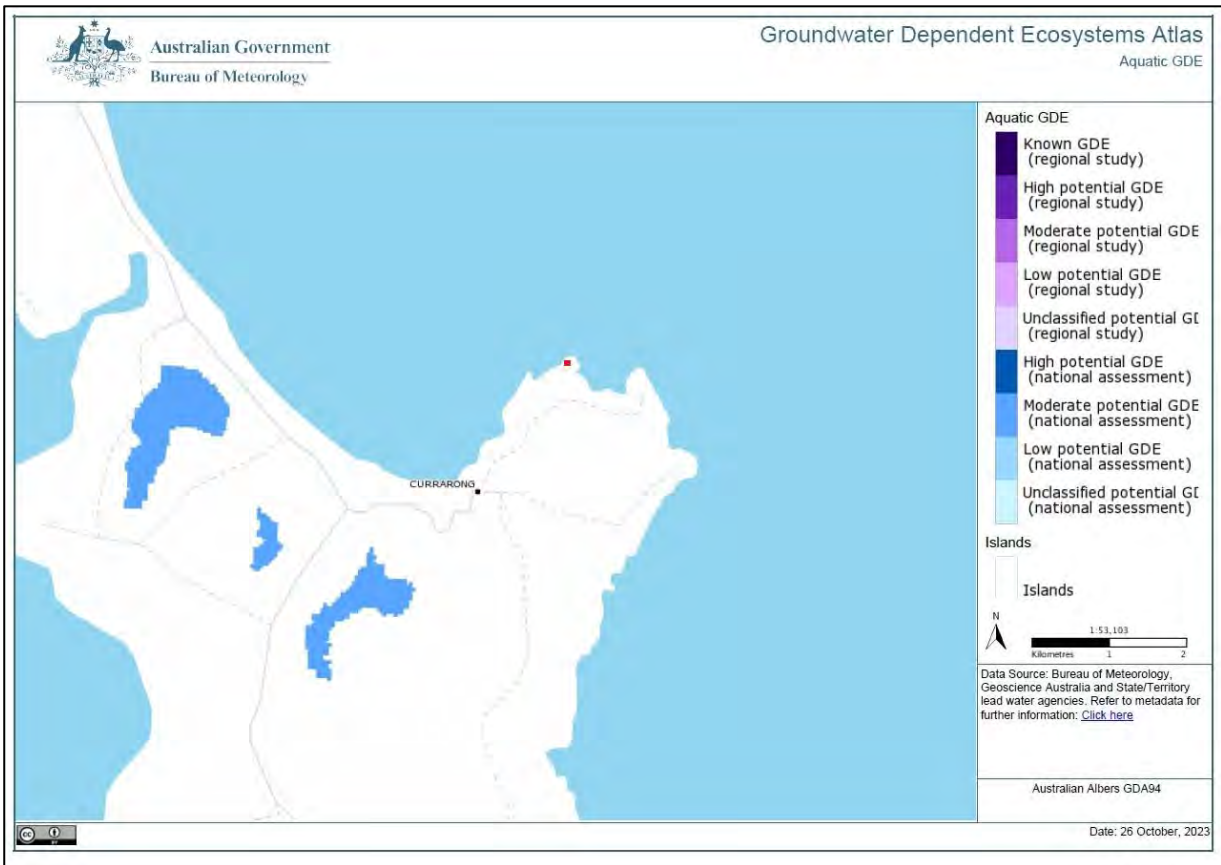 Australian Government
Bureau of Meteorology
Groundwater Dependent Ecosystems Atlas
Aquatic GDE
CURRARONG
Aquatic GDE
Known GDE
(regional study)
High potential GDE
(regional study)
Moderate potential GDE
(regional study)
Low potential GDE
(regional study)
Unclassified potential GD
(regional study)
High potential GDE
(national assessment)
Moderate potential GDE
(national assessment)
Low potential GDE
(national assessment)
Unclassified potential GD
(national assessment)
Islands
Islands
N
1:53,103
Kilometres 1 2
Data Source: Bureau of Meteorology,
Geoscience Australia and State/Territory
lead water agencies. Refer to metadata for
further information: Click here
Australian Albers GDA94
cc BY
Date: 26 October, 2023